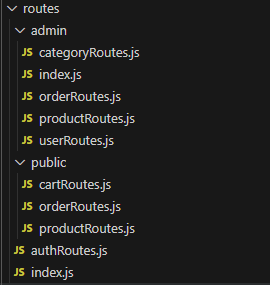 routes
admin
JS categoryRoutes.js
JS index.js
JS orderRoutes.js
JS productRoutes.js
JS userRoutes.js
public
JS cartRoutes.js
JS orderRoutes.js
JS productRoutes.js
JS authRoutes.js
JS index.js